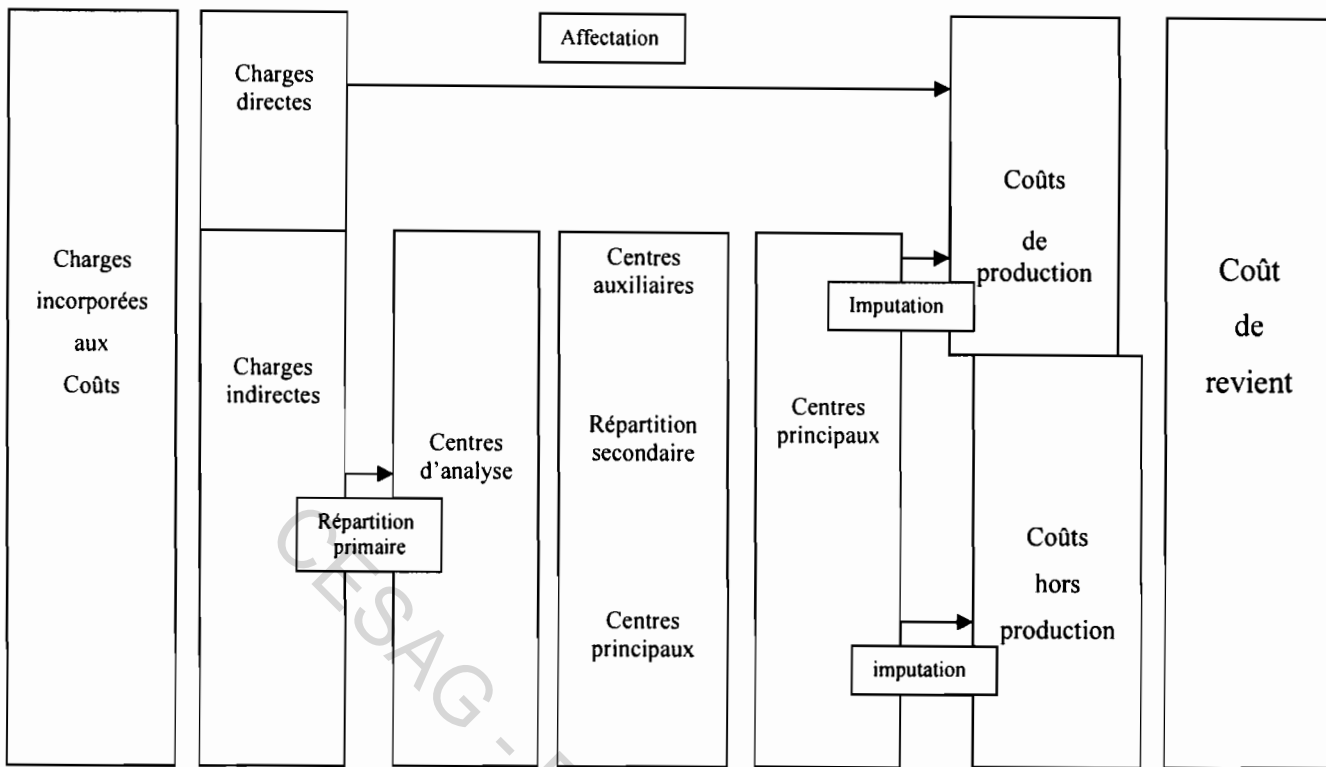 Affectation
Charges
directes
Charges
incorporées
aux
Coûts
Charges
indirectes
Répartition
primaire
Centres
d'analyse
Centres
auxiliaires
Répartition
secondaire
Centres
principaux
Centres
principaux
Imputation
imputation
Coûts
de
production
Coûts
hors
production
Coût
de
revient
CESAG -